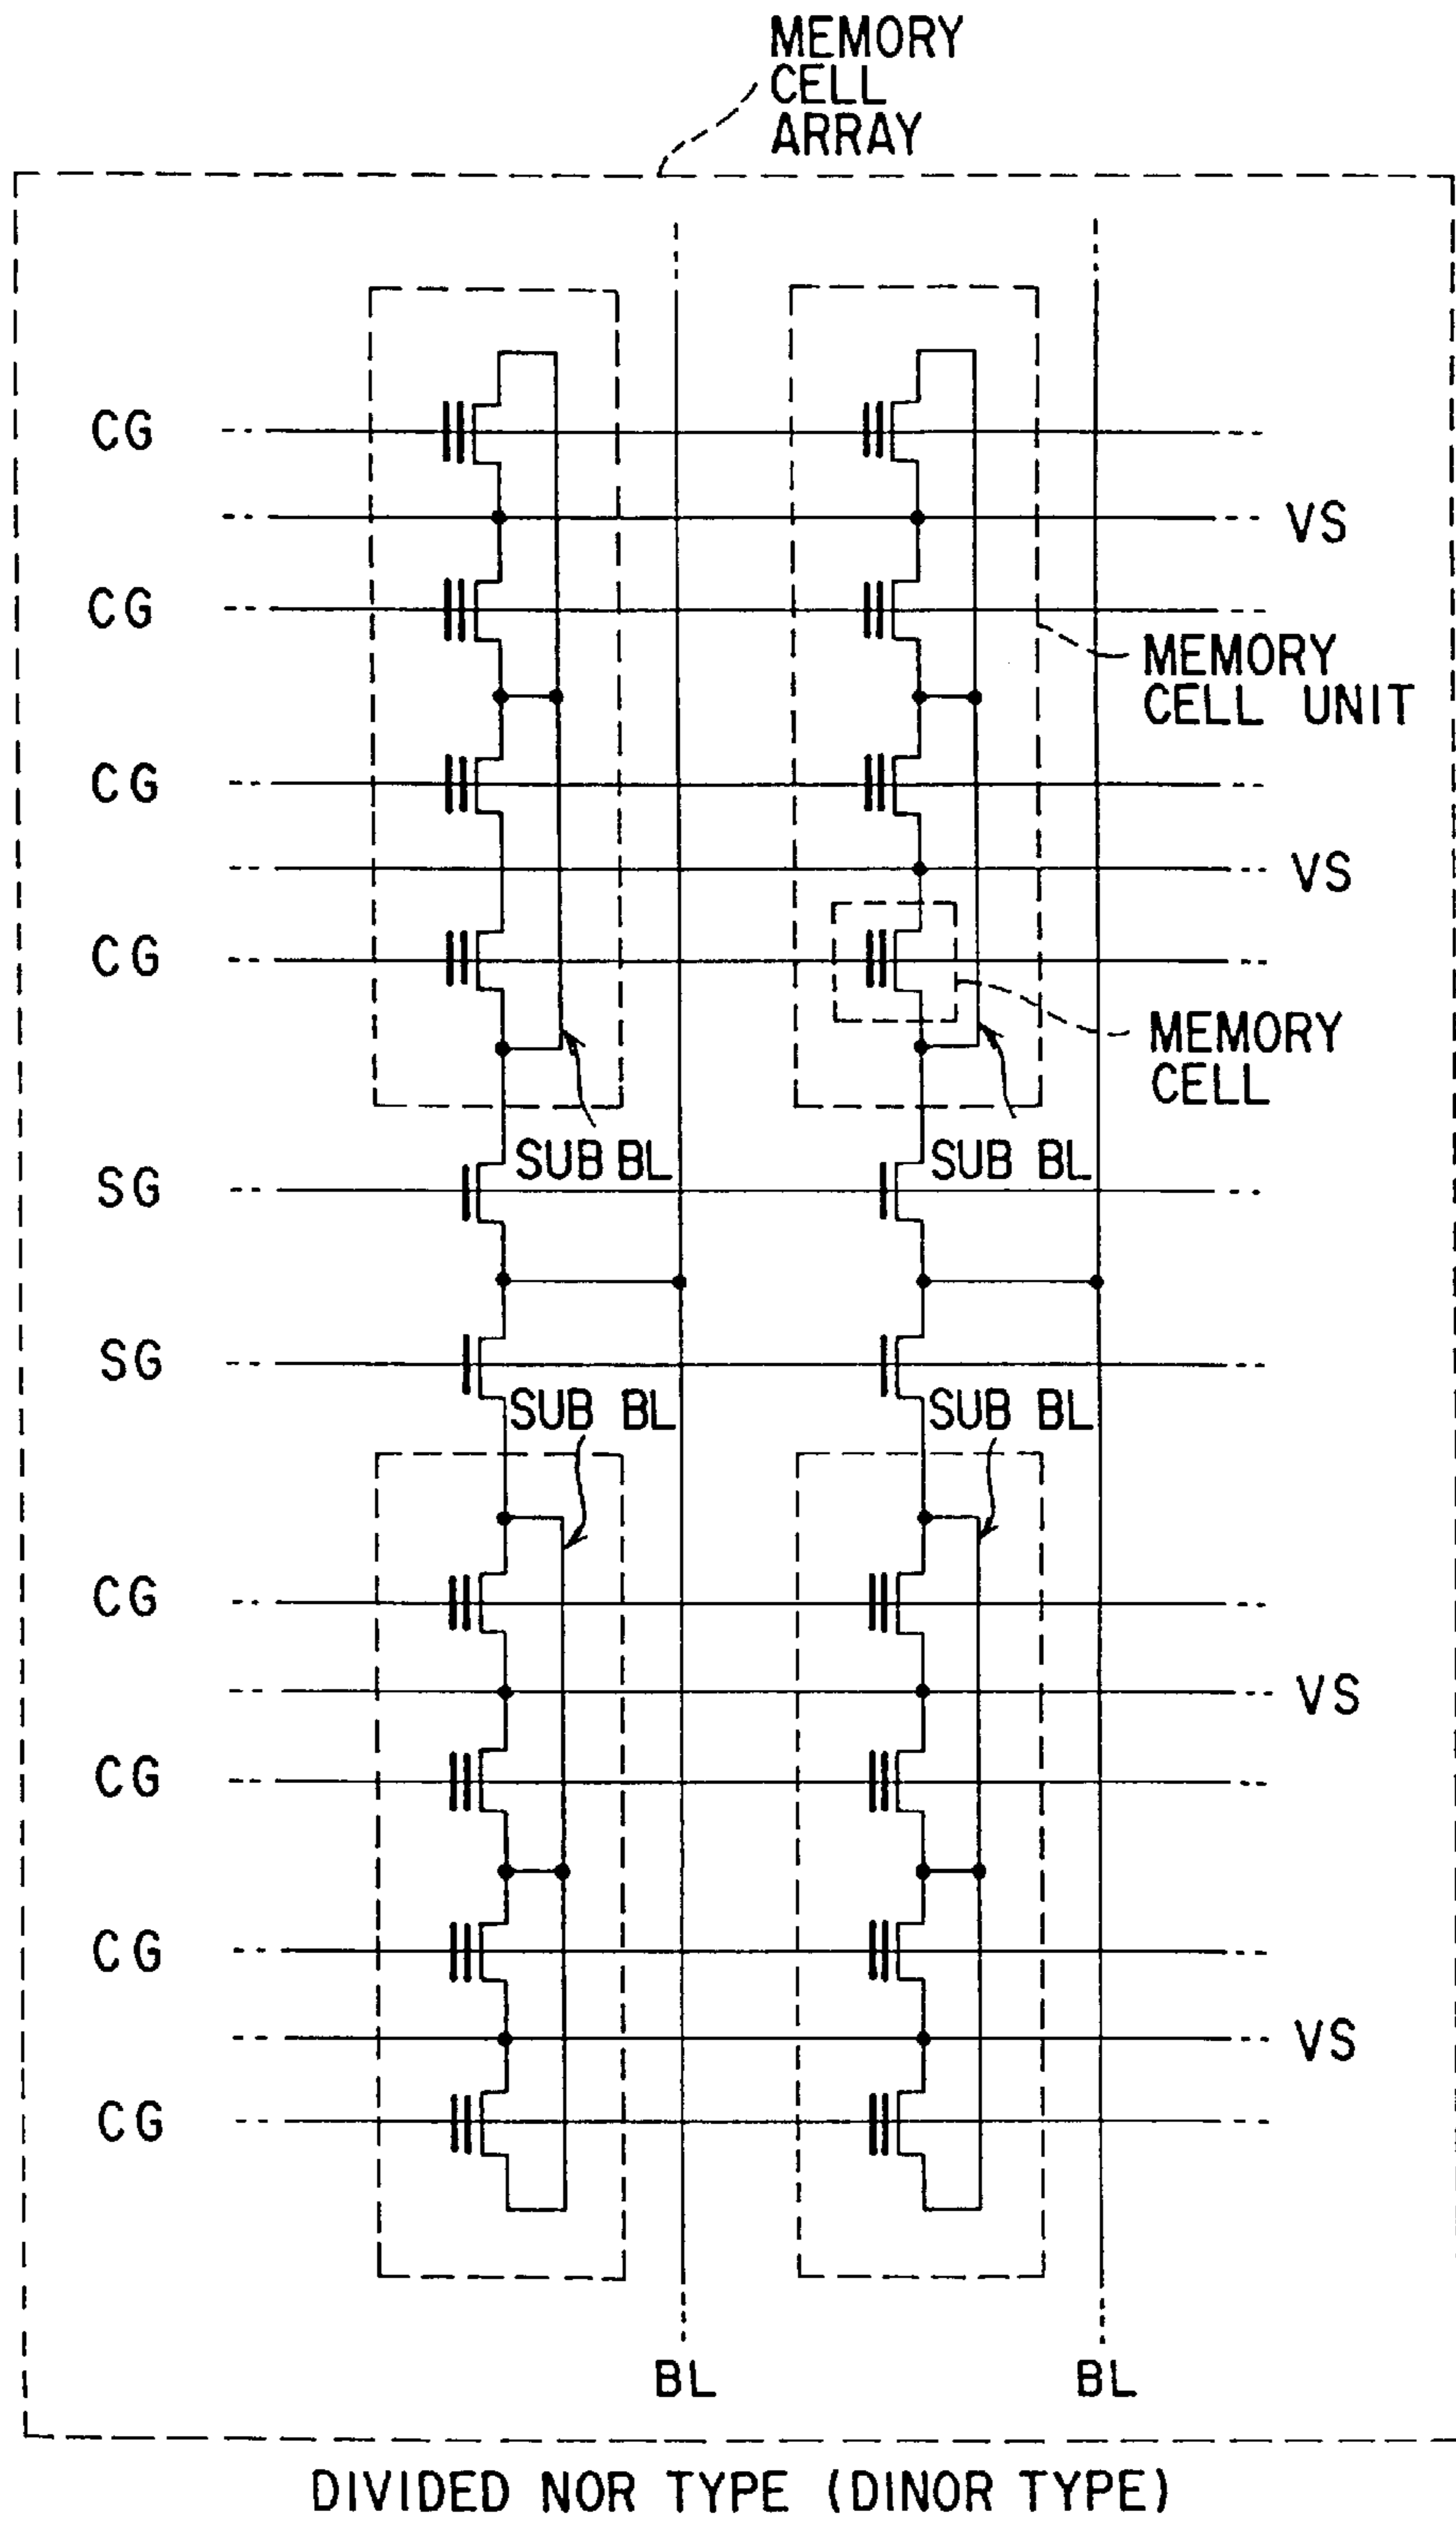 MEMORY
CELL
ARRAY
CG
VS
CG
MEMORY
CELL UNIT
CG
VS
CG
MEMORY
CELL
SUB BL SUB BL
SG
SG
SUB BL SUB BL
CG
VS
CG
CG
VS
CG
BL BL
DIVIDED NOR TYPE (DINOR TYPE)